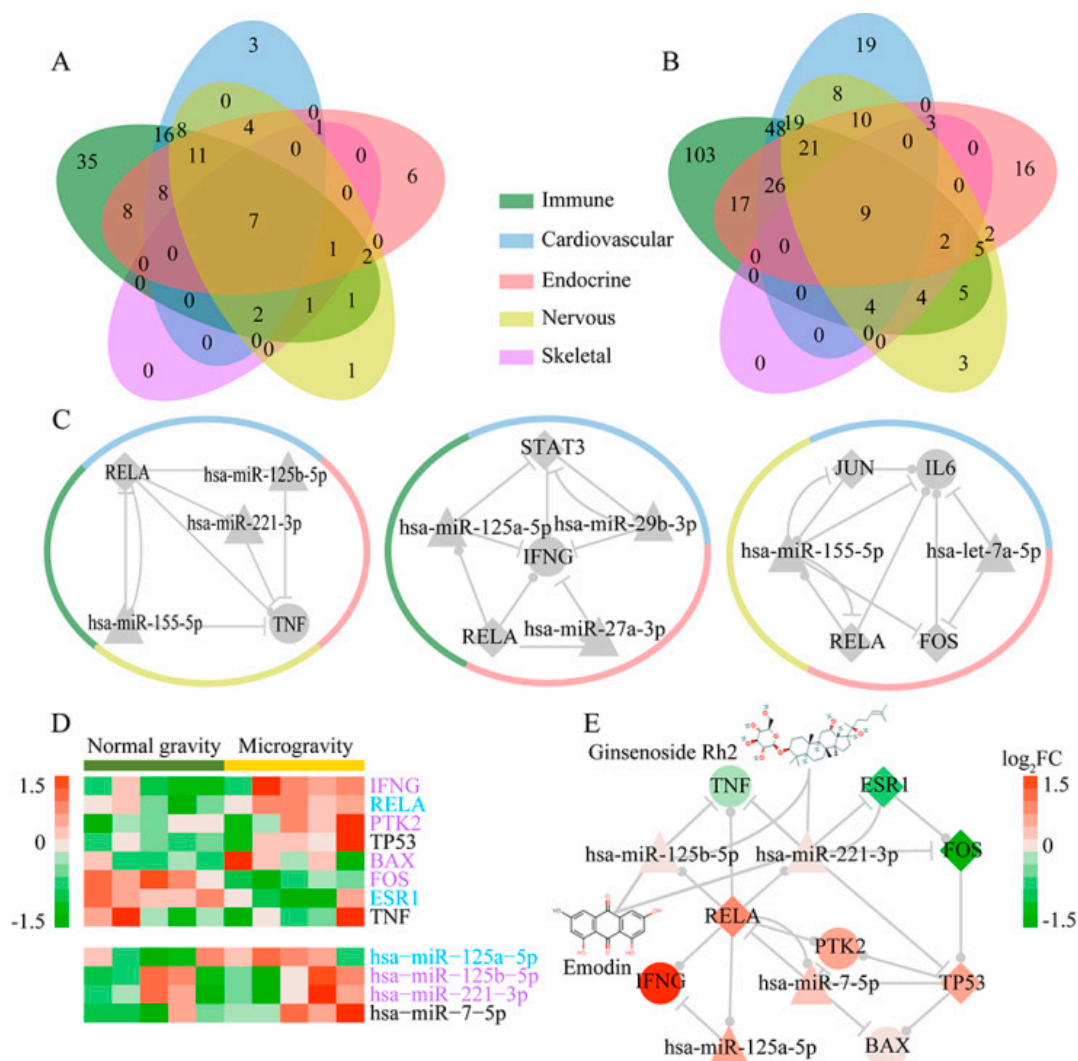 A
3
0
0
1
16
8
4
35
11
0
0
6
8
0
8
7
0
1
0
2
0
0
0
0
2
1
1
0
0
0
0
1
B
19
8
0
3
48
19
10
103
21
0
0
16
26
0
17
9
2
2
5
0
0
0
0
4
4
5
0
0
0
0
3
Immune
Cardiovascular
Endocrine
Nervous
Skeletal
C
RELA
hsa-miR-125b-5p
hsa-miR-221-3p
hsa-miR-155-5p
TNF
STAT3
hsa-miR-125a-5p
hsa-miR-29b-3p
IFNG
RELA
hsa-miR-27a-3p
JUN
IL6
hsa-miR-155-5p
hsa-let-7a-5p
RELA
FOS
D
Normal gravity
Microgravity
1.5
0
-1.5
IFNG
RELA
PTK2
TP53
BAX
FOS
ESR1
TNF
hsa−miR−125a−5p
hsa−miR−125b−5p
hsa−miR−221−3p
hsa−miR−7−5p
E
Ginsenoside Rh2
log2FC
1.5
0
-1.5
TNF
ESR1
hsa-miR-125b-5p
hsa-miR-221-3p
FOS
RELA
PTK2
Emodin
IFNG
hsa-miR-7-5p
TP53
hsa-miR-125a-5p
BAX